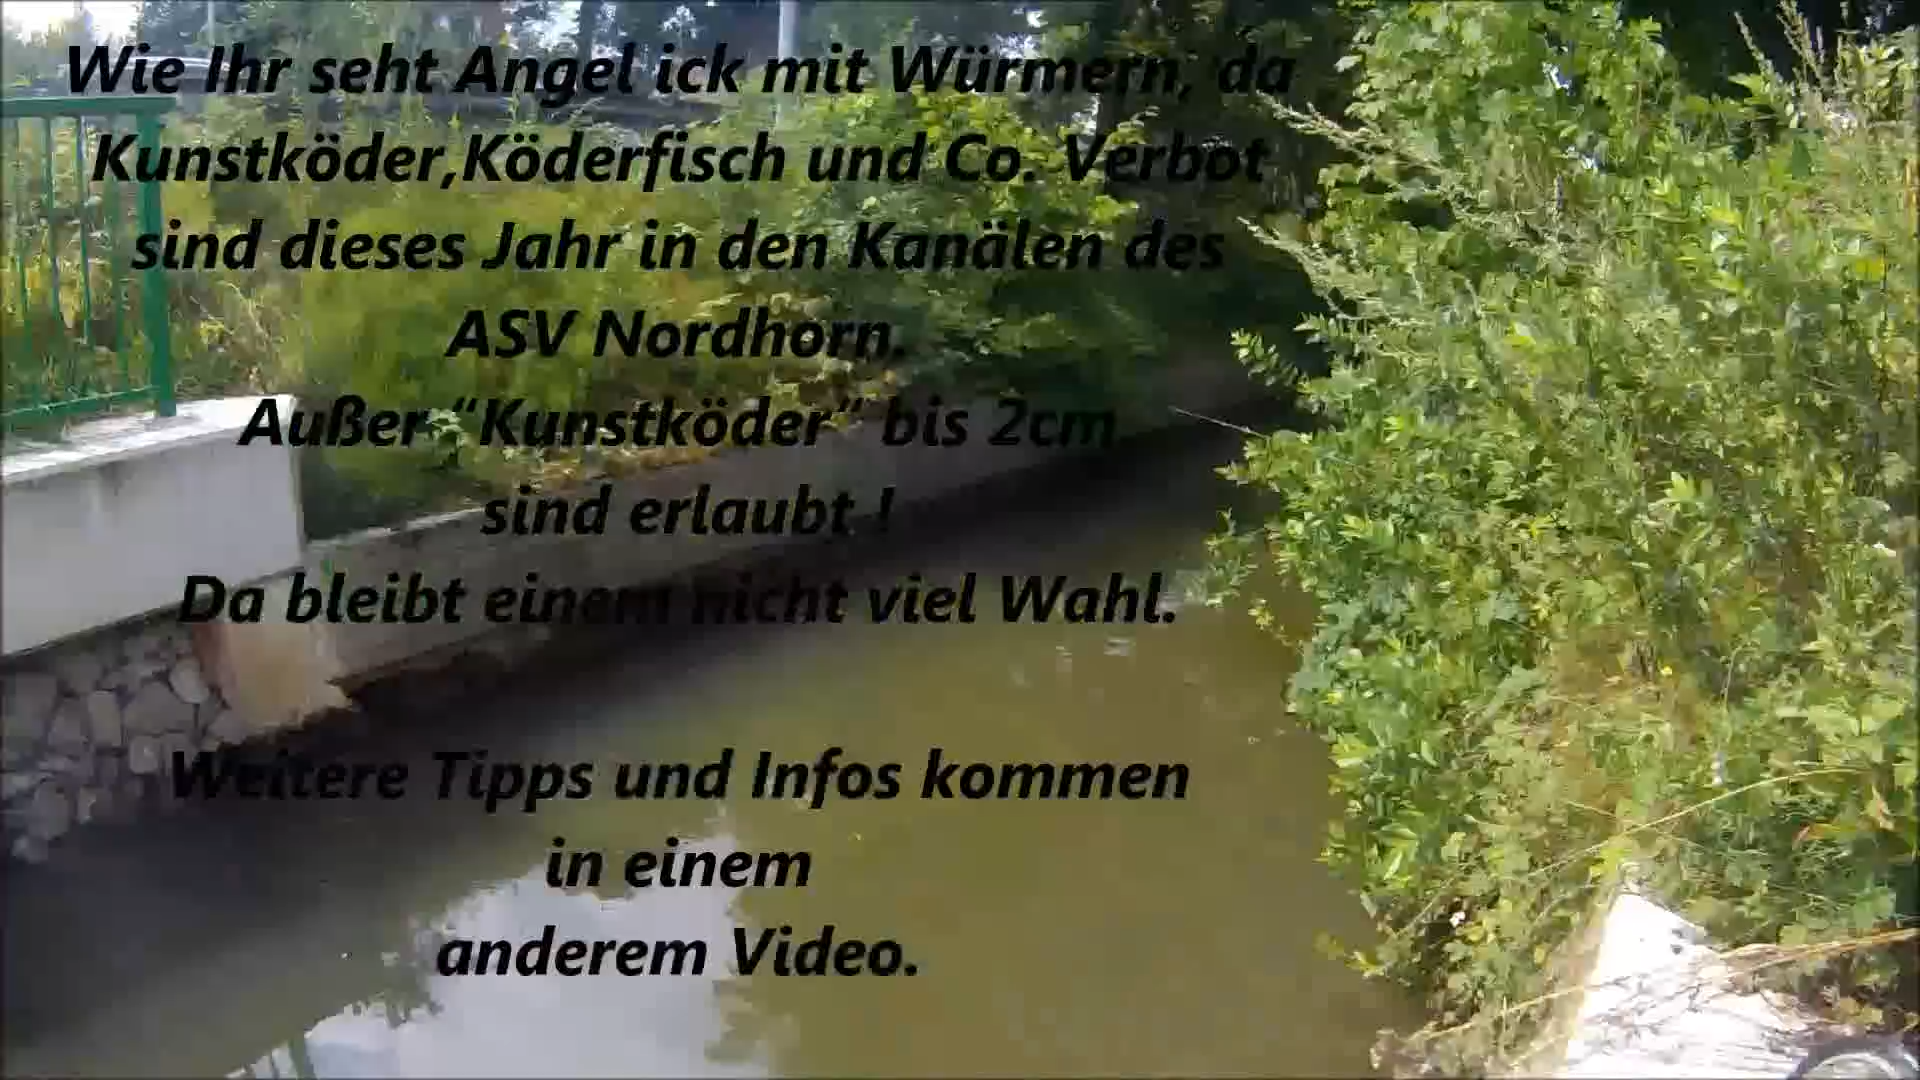 Wie Ihr seht Angel ick mit Würmern, da
Kunstköder,Köderfisch und Co. Verbot
sind dieses Jahr in den Kanälen des
ASV Nordhorn.
Außer “Kunstköder“ bis 2cm
sind erlaubt !
Da bleibt einem nicht viel Wahl.
Weitere Tipps und Infos kommen
in einem
anderem Video.